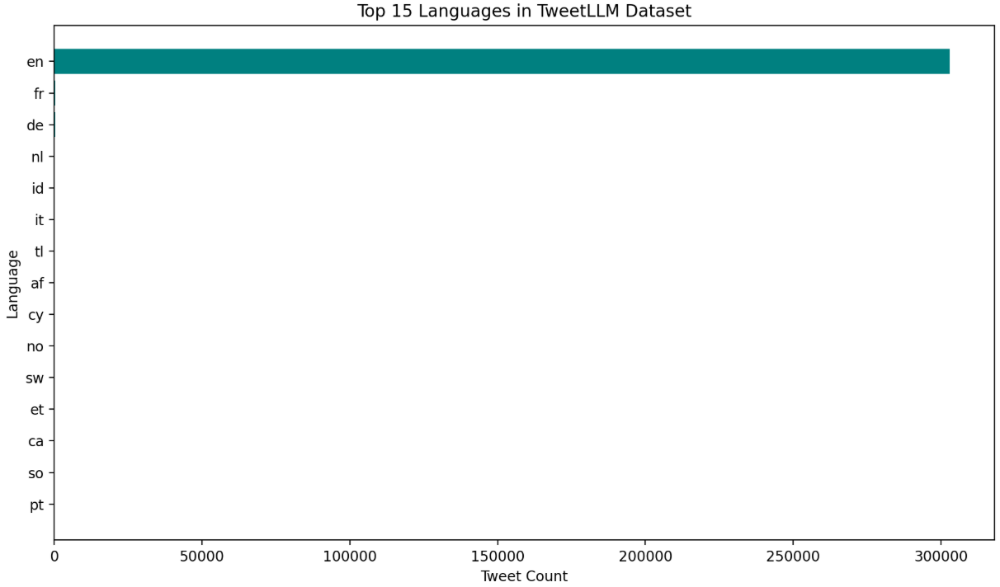 Top 15 Languages in TweetLLM Dataset
en
fr
de
nl
id
it
tl
af
cy
no
sw
et
ca
so
pt
Language
0 50000 100000 150000 200000 250000 300000
Tweet Count